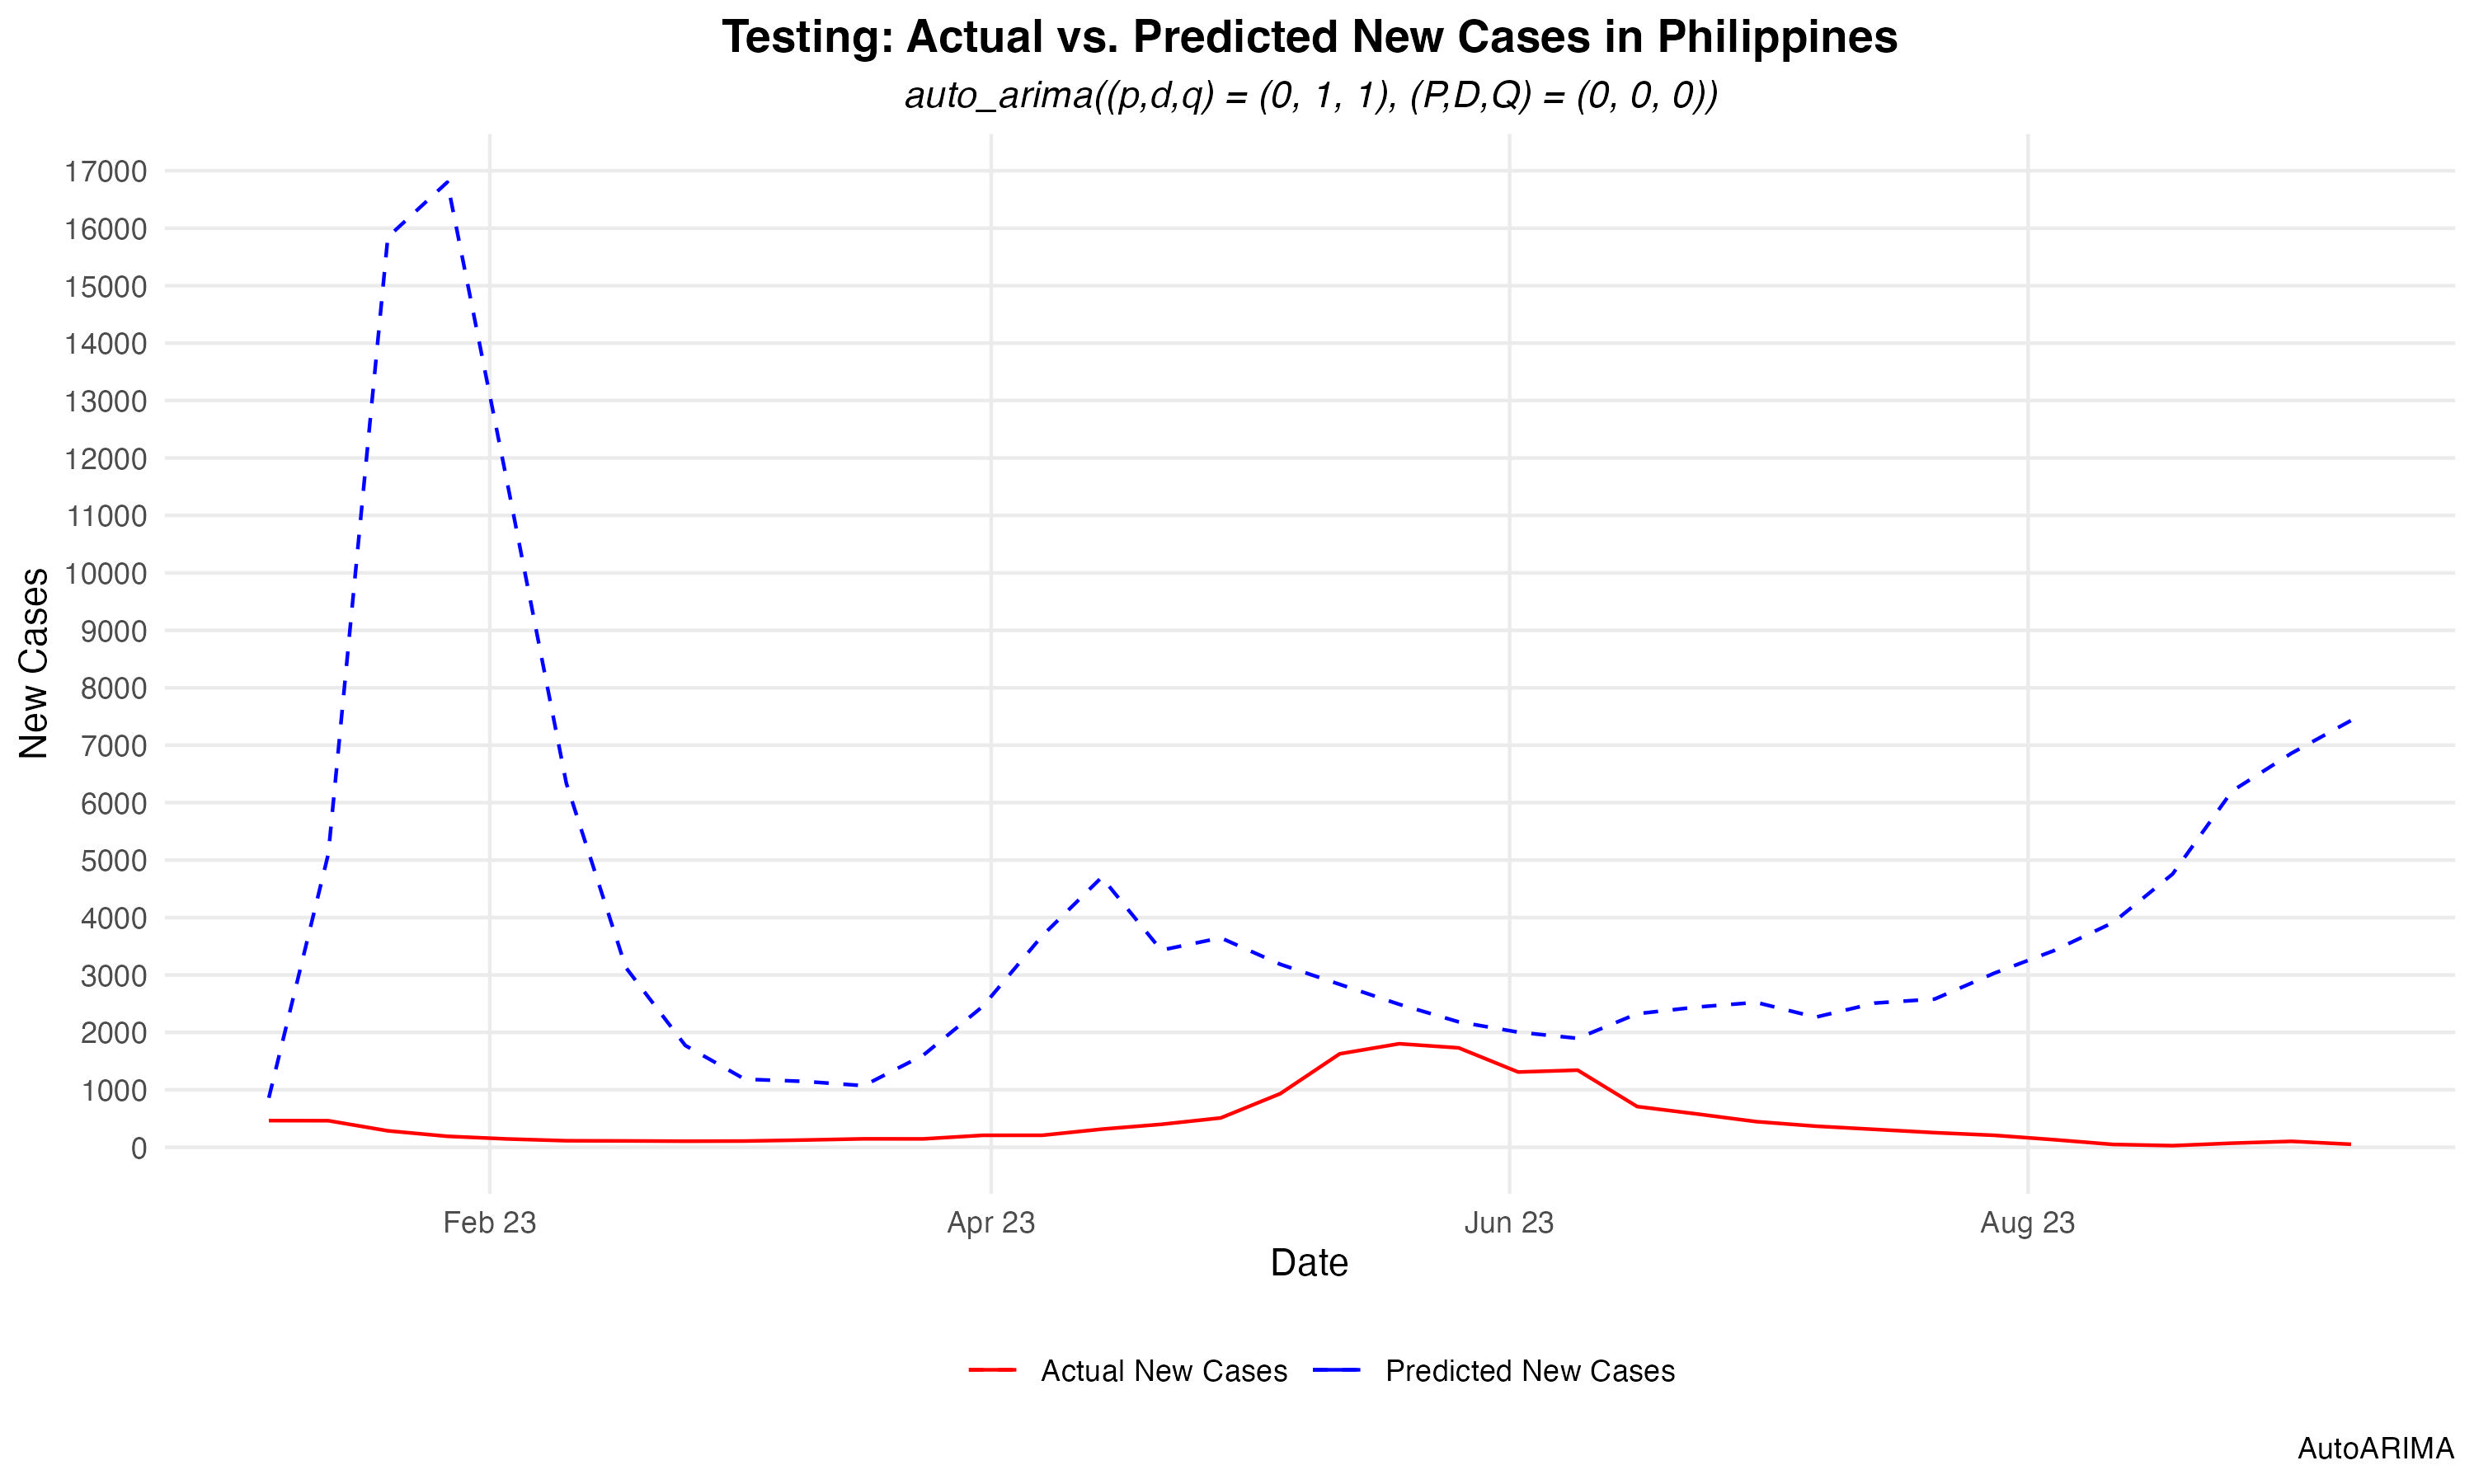 Testing: Actual vs. Predicted New Cases in Philippines
auto_arima((p,d,q) = (0, 1, 1), (P,D,Q) = (0, 0, 0))
New Cases
17000
16000
15000
14000
13000
12000
11000
10000
9000
8000
7000
6000
5000
4000
3000
2000
1000
0
Feb 23 Apr 23 Jun 23 Aug 23
Date
Actual New Cases Predicted New Cases
AutoARIMA